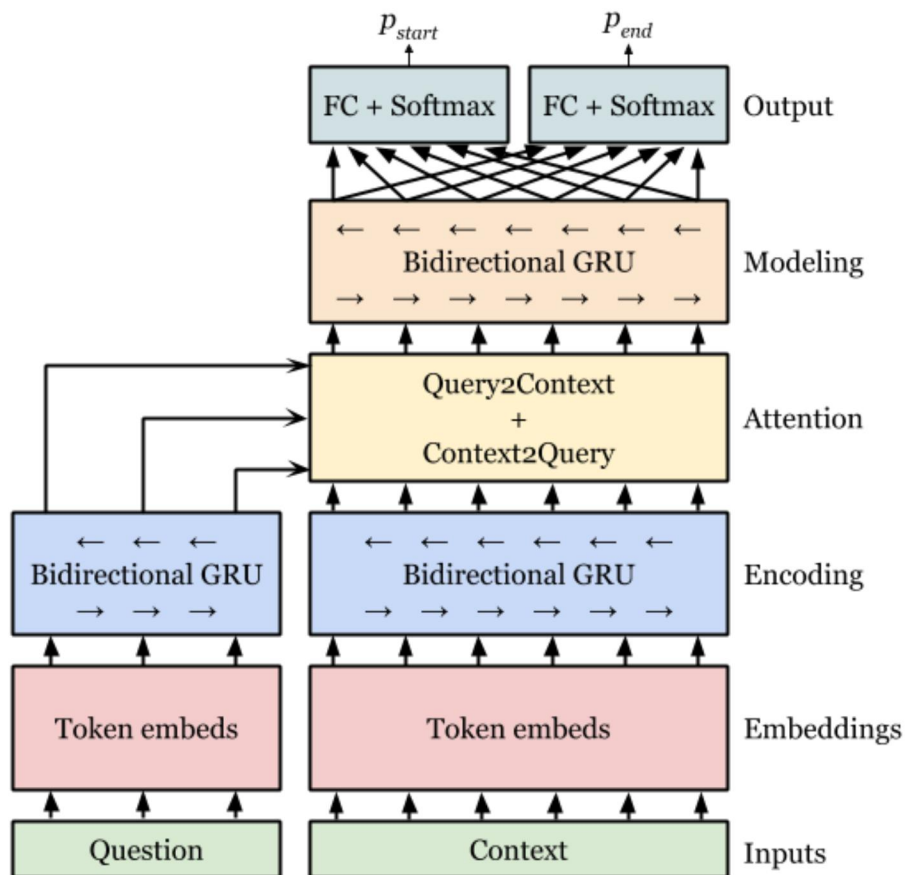 p_start p_end
FC + Softmax FC + Softmax Output
← ← ← ← ← ← ←
Bidirectional GRU Modeling
→ → → → → → →
Query2Context
+ Attention
Context2Query
← ← ← ← ← ← ← ← ←
Bidirectional GRU Bidirectional GRU Encoding
→ → → → → → → → →
Token embeds Token embeds Embeddings
Question Context Inputs